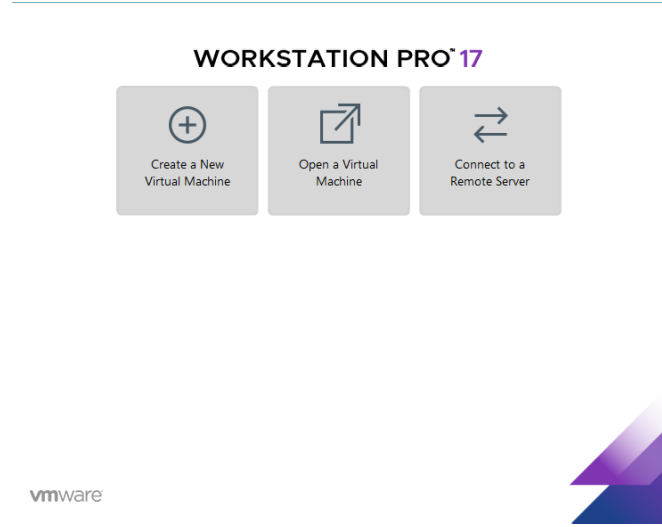 WORKSTATION PRO™ 17
Create a New
Virtual Machine
Open a Virtual
Machine
Connect to a
Remote Server
vmware